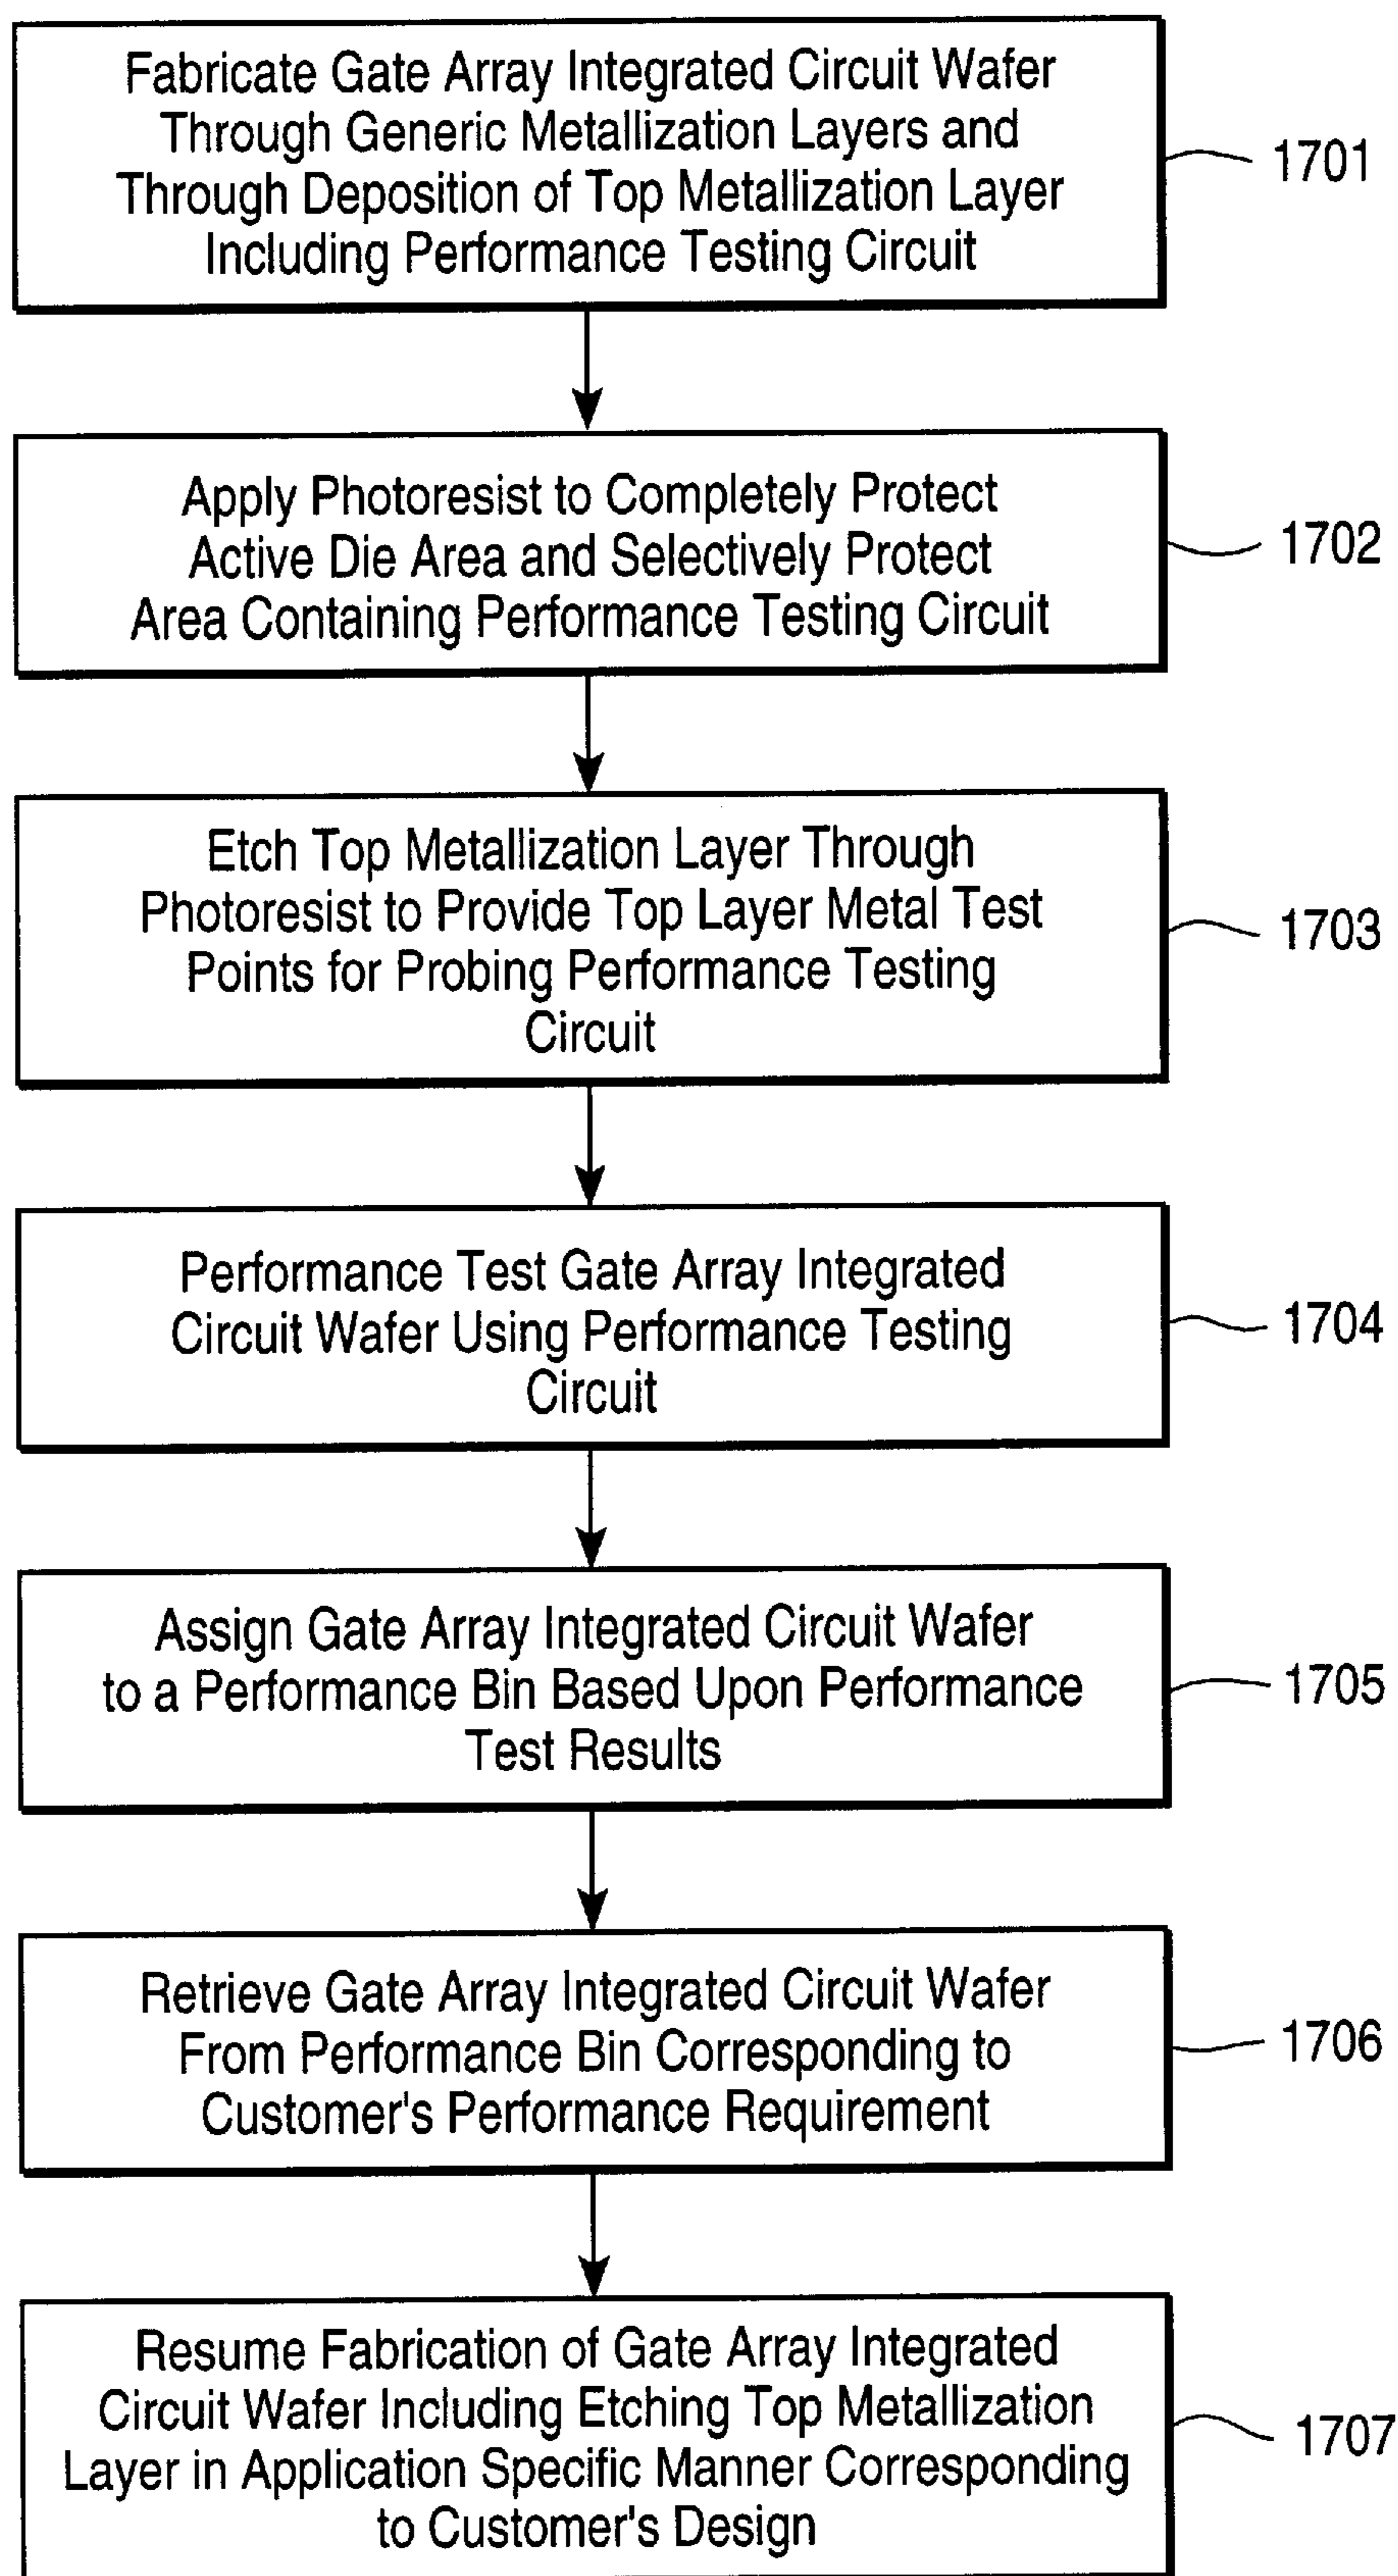 Fabricate Gate Array Integrated Circuit Wafer
Through Generic Metallization Layers and
Through Deposition of Top Metallization Layer
Including Performance Testing Circuit
1701
Apply Photoresist to Completely Protect
Active Die Area and Selectively Protect
Area Containing Performance Testing Circuit
1702
Etch Top Metallization Layer Through
Photoresist to Provide Top Layer Metal Test
Points for Probing Performance Testing
Circuit
1703
Performance Test Gate Array Integrated
Circuit Wafer Using Performance Testing
Circuit
1704
Assign Gate Array Integrated Circuit Wafer
to a Performance Bin Based Upon Performance
Test Results
1705
Retrieve Gate Array Integrated Circuit Wafer
From Performance Bin Corresponding to
Customer's Performance Requirement
1706
Resume Fabrication of Gate Array Integrated
Circuit Wafer Including Etching Top Metallization
Layer in Application Specific Manner Corresponding
to Customer's Design
1707